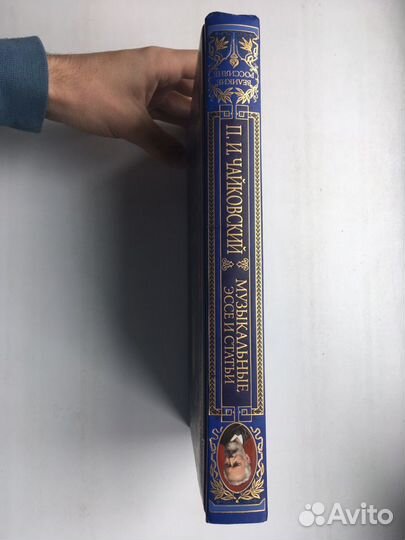 ВЕЛИКИЕ
РОССИЯНЕ
П. И. ЧАЙКОВСКИЙ
МУЗЫКАЛЬНЫЕ
ЭССЕ И СТАТЬИ
Avito